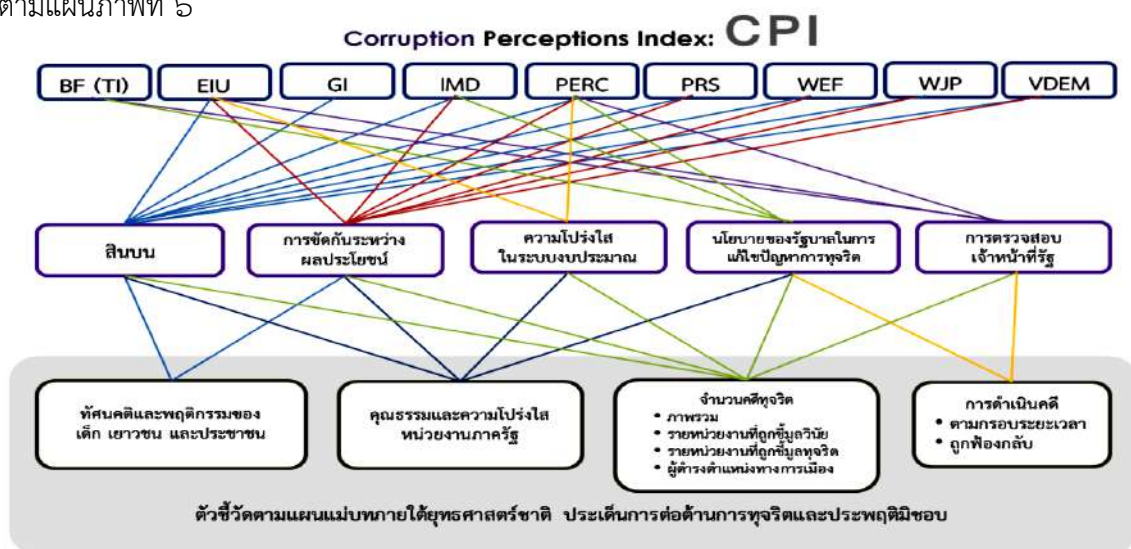 ตามแผนภาพที่ ๖
Corruption Perceptions Index: CPI
BF (TI) EIU GI IMD PERC PRS WEF WJP VDEM
สินบน
การขัดกันระหว่าง
ผลประโยชน์
ความโปร่งใส
ในระบบงบประมาณ
นโยบายของรัฐบาลในการ
แก้ไขปัญหาการทุจริต
การตรวจสอบ
เจ้าหน้าที่รัฐ
ทัศนคติและพฤติกรรมของ
เด็ก เยาวชน และประชาชน
คุณธรรมและความโปร่งใส
หน่วยงานภาครัฐ
จำนวนคดีทุจริต
• ภาพรวม
• รายหน่วยงานที่ถูกชี้มูลวินัย
• รายหน่วยงานที่ถูกชี้มูลทุจริต
• ผู้ดำรงตำแหน่งทางการเมือง
การดำเนินคดี
• ตามกรอบระยะเวลา
• ถูกฟ้องกลับ
ตัวชี้วัดตามแผนแม่บทภายใต้ยุทธศาสตร์ชาติ ประเด็นการต่อต้านการทุจริตและประพฤติมิชอบ